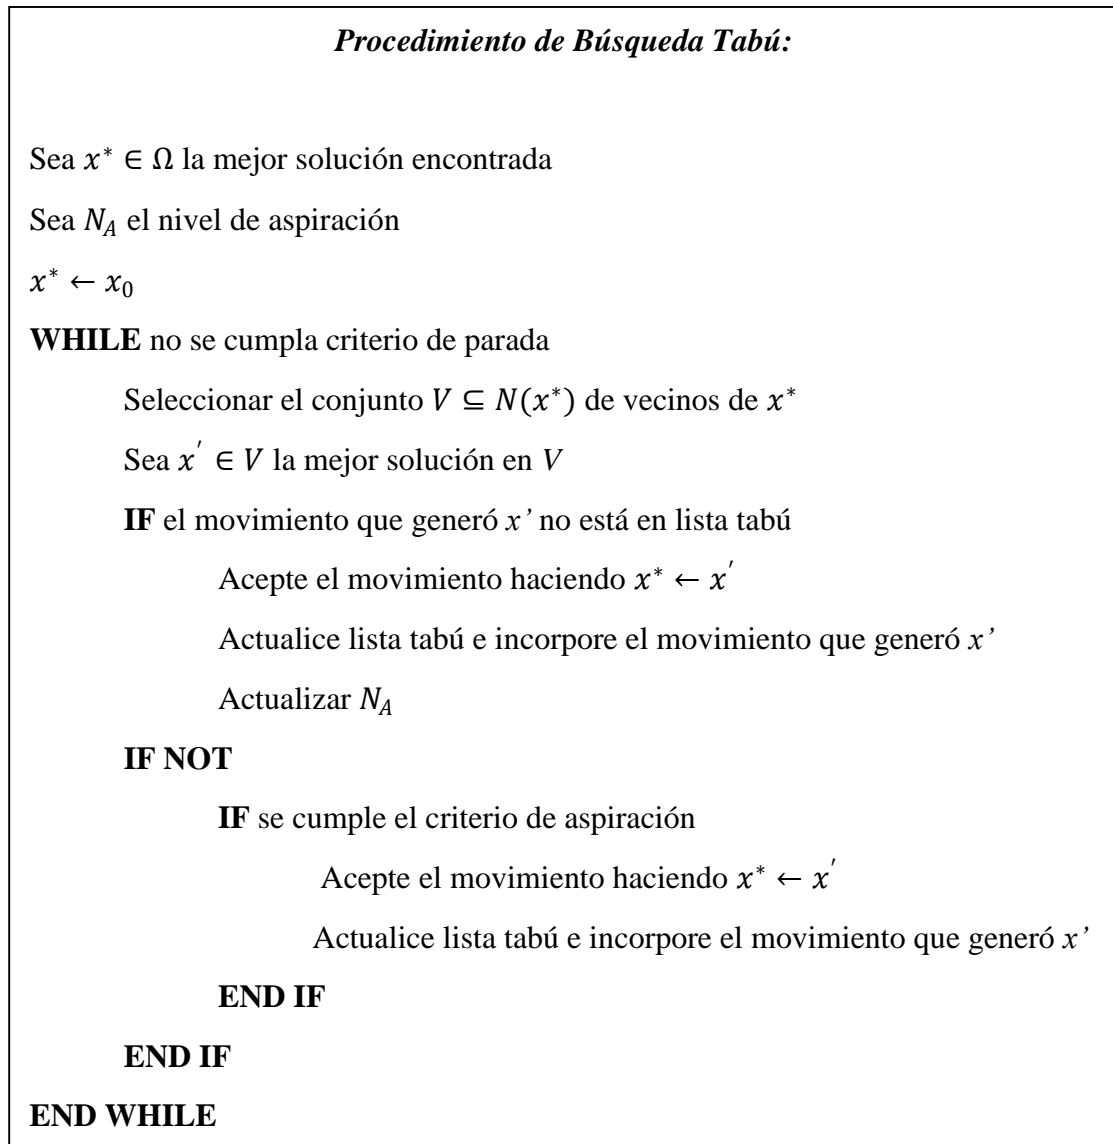 Procedimiento de Búsqueda Tabú:
Sea x* ∈ Ω la mejor solución encontrada
Sea N_A el nivel de aspiración
x* ← x₀
WHILE no se cumpla criterio de parada
Seleccionar el conjunto V ⊆ N(x*) de vecinos de x*
Sea x′ ∈ V la mejor solución en V
IF el movimiento que generó x’ no está en lista tabú
Acepte el movimiento haciendo x* ← x′
Actualice lista tabú e incorpore el movimiento que generó x’
Actualizar N_A
IF NOT
IF se cumple el criterio de aspiración
Acepte el movimiento haciendo x* ← x′
Actualice lista tabú e incorpore el movimiento que generó x’
END IF
END IF
END WHILE